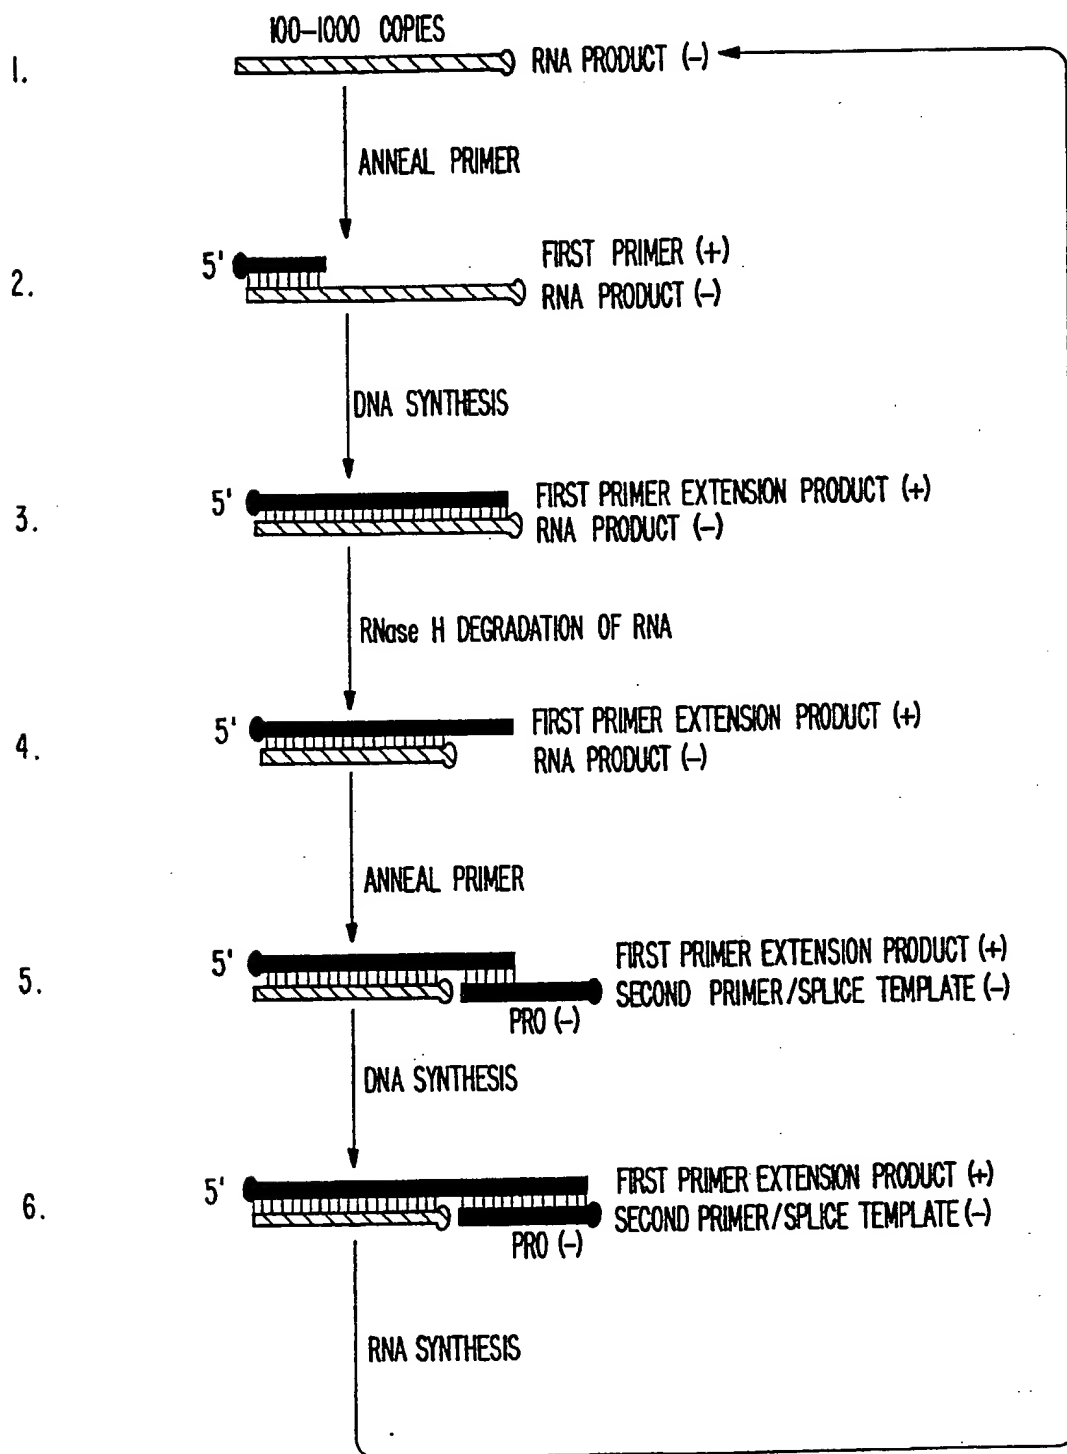 100-1000 COPIES
1. RNA PRODUCT (-)
ANNEAL PRIMER
5' FIRST PRIMER (+)
2. RNA PRODUCT (-)
DNA SYNTHESIS
5' FIRST PRIMER EXTENSION PRODUCT (+)
3. RNA PRODUCT (-)
RNase H DEGRADATION OF RNA
5' FIRST PRIMER EXTENSION PRODUCT (+)
4. RNA PRODUCT (-)
ANNEAL PRIMER
5' FIRST PRIMER EXTENSION PRODUCT (+)
5. SECOND PRIMER/SPLICE TEMPLATE (-)
PRO (-)
DNA SYNTHESIS
5' FIRST PRIMER EXTENSION PRODUCT (+)
6. SECOND PRIMER/SPLICE TEMPLATE (-)
PRO (-)
RNA SYNTHESIS